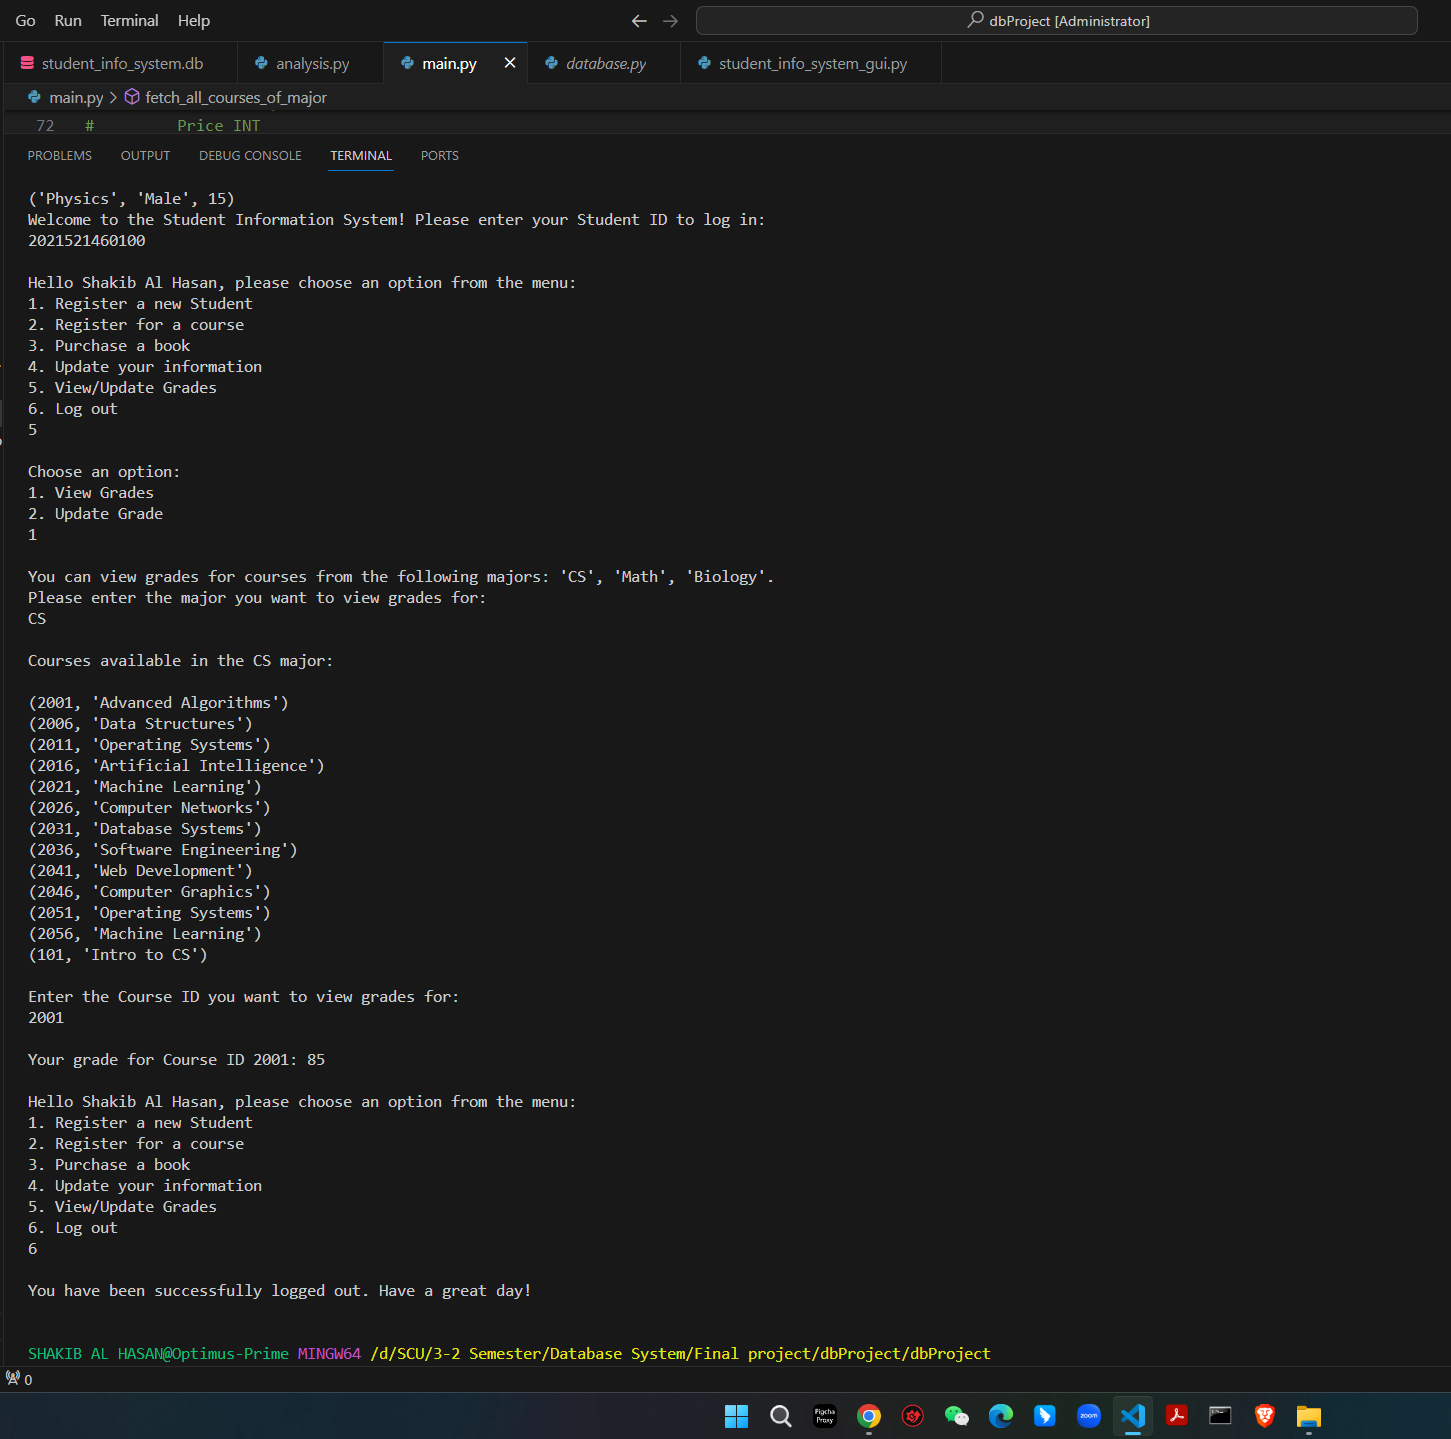 Go Run Terminal Help
dbProject [Administrator]
student_info_system.db analysis.py main.py database.py student_info_system_gui.py
main.py > fetch_all_courses_of_major
72 # Price INT
PROBLEMS OUTPUT DEBUG CONSOLE TERMINAL PORTS
('Physics', 'Male', 15)
Welcome to the Student Information System! Please enter your Student ID to log in:
2021521460100
Hello Shakib Al Hasan, please choose an option from the menu:
1. Register a new Student
2. Register for a course
3. Purchase a book
4. Update your information
5. View/Update Grades
6. Log out
5
Choose an option:
1. View Grades
2. Update Grade
1
You can view grades for courses from the following majors: 'CS', 'Math', 'Biology'.
Please enter the major you want to view grades for:
CS
Courses available in the CS major:
(2001, 'Advanced Algorithms')
(2006, 'Data Structures')
(2011, 'Operating Systems')
(2016, 'Artificial Intelligence')
(2021, 'Machine Learning')
(2026, 'Computer Networks')
(2031, 'Database Systems')
(2036, 'Software Engineering')
(2041, 'Web Development')
(2046, 'Computer Graphics')
(2051, 'Operating Systems')
(2056, 'Machine Learning')
(101, 'Intro to CS')
Enter the Course ID you want to view grades for:
2001
Your grade for Course ID 2001: 85
Hello Shakib Al Hasan, please choose an option from the menu:
1. Register a new Student
2. Register for a course
3. Purchase a book
4. Update your information
5. View/Update Grades
6. Log out
6
You have been successfully logged out. Have a great day!
SHAKIB AL HASAN@Optimus-Prime MINGW64 /d/SCU/3-2 Semester/Database System/Final project/dbProject/dbProject
0
Figcha
Proxy
zoom